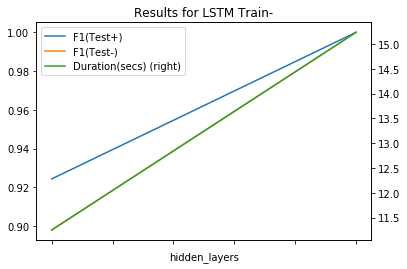 Results for LSTM Train-
F1(Test+)
F1(Test-)
Duration(secs) (right)
1.00
0.98
0.96
0.94
0.92
0.90
15.0
14.5
14.0
13.5
13.0
12.5
12.0
11.5
hidden_layers